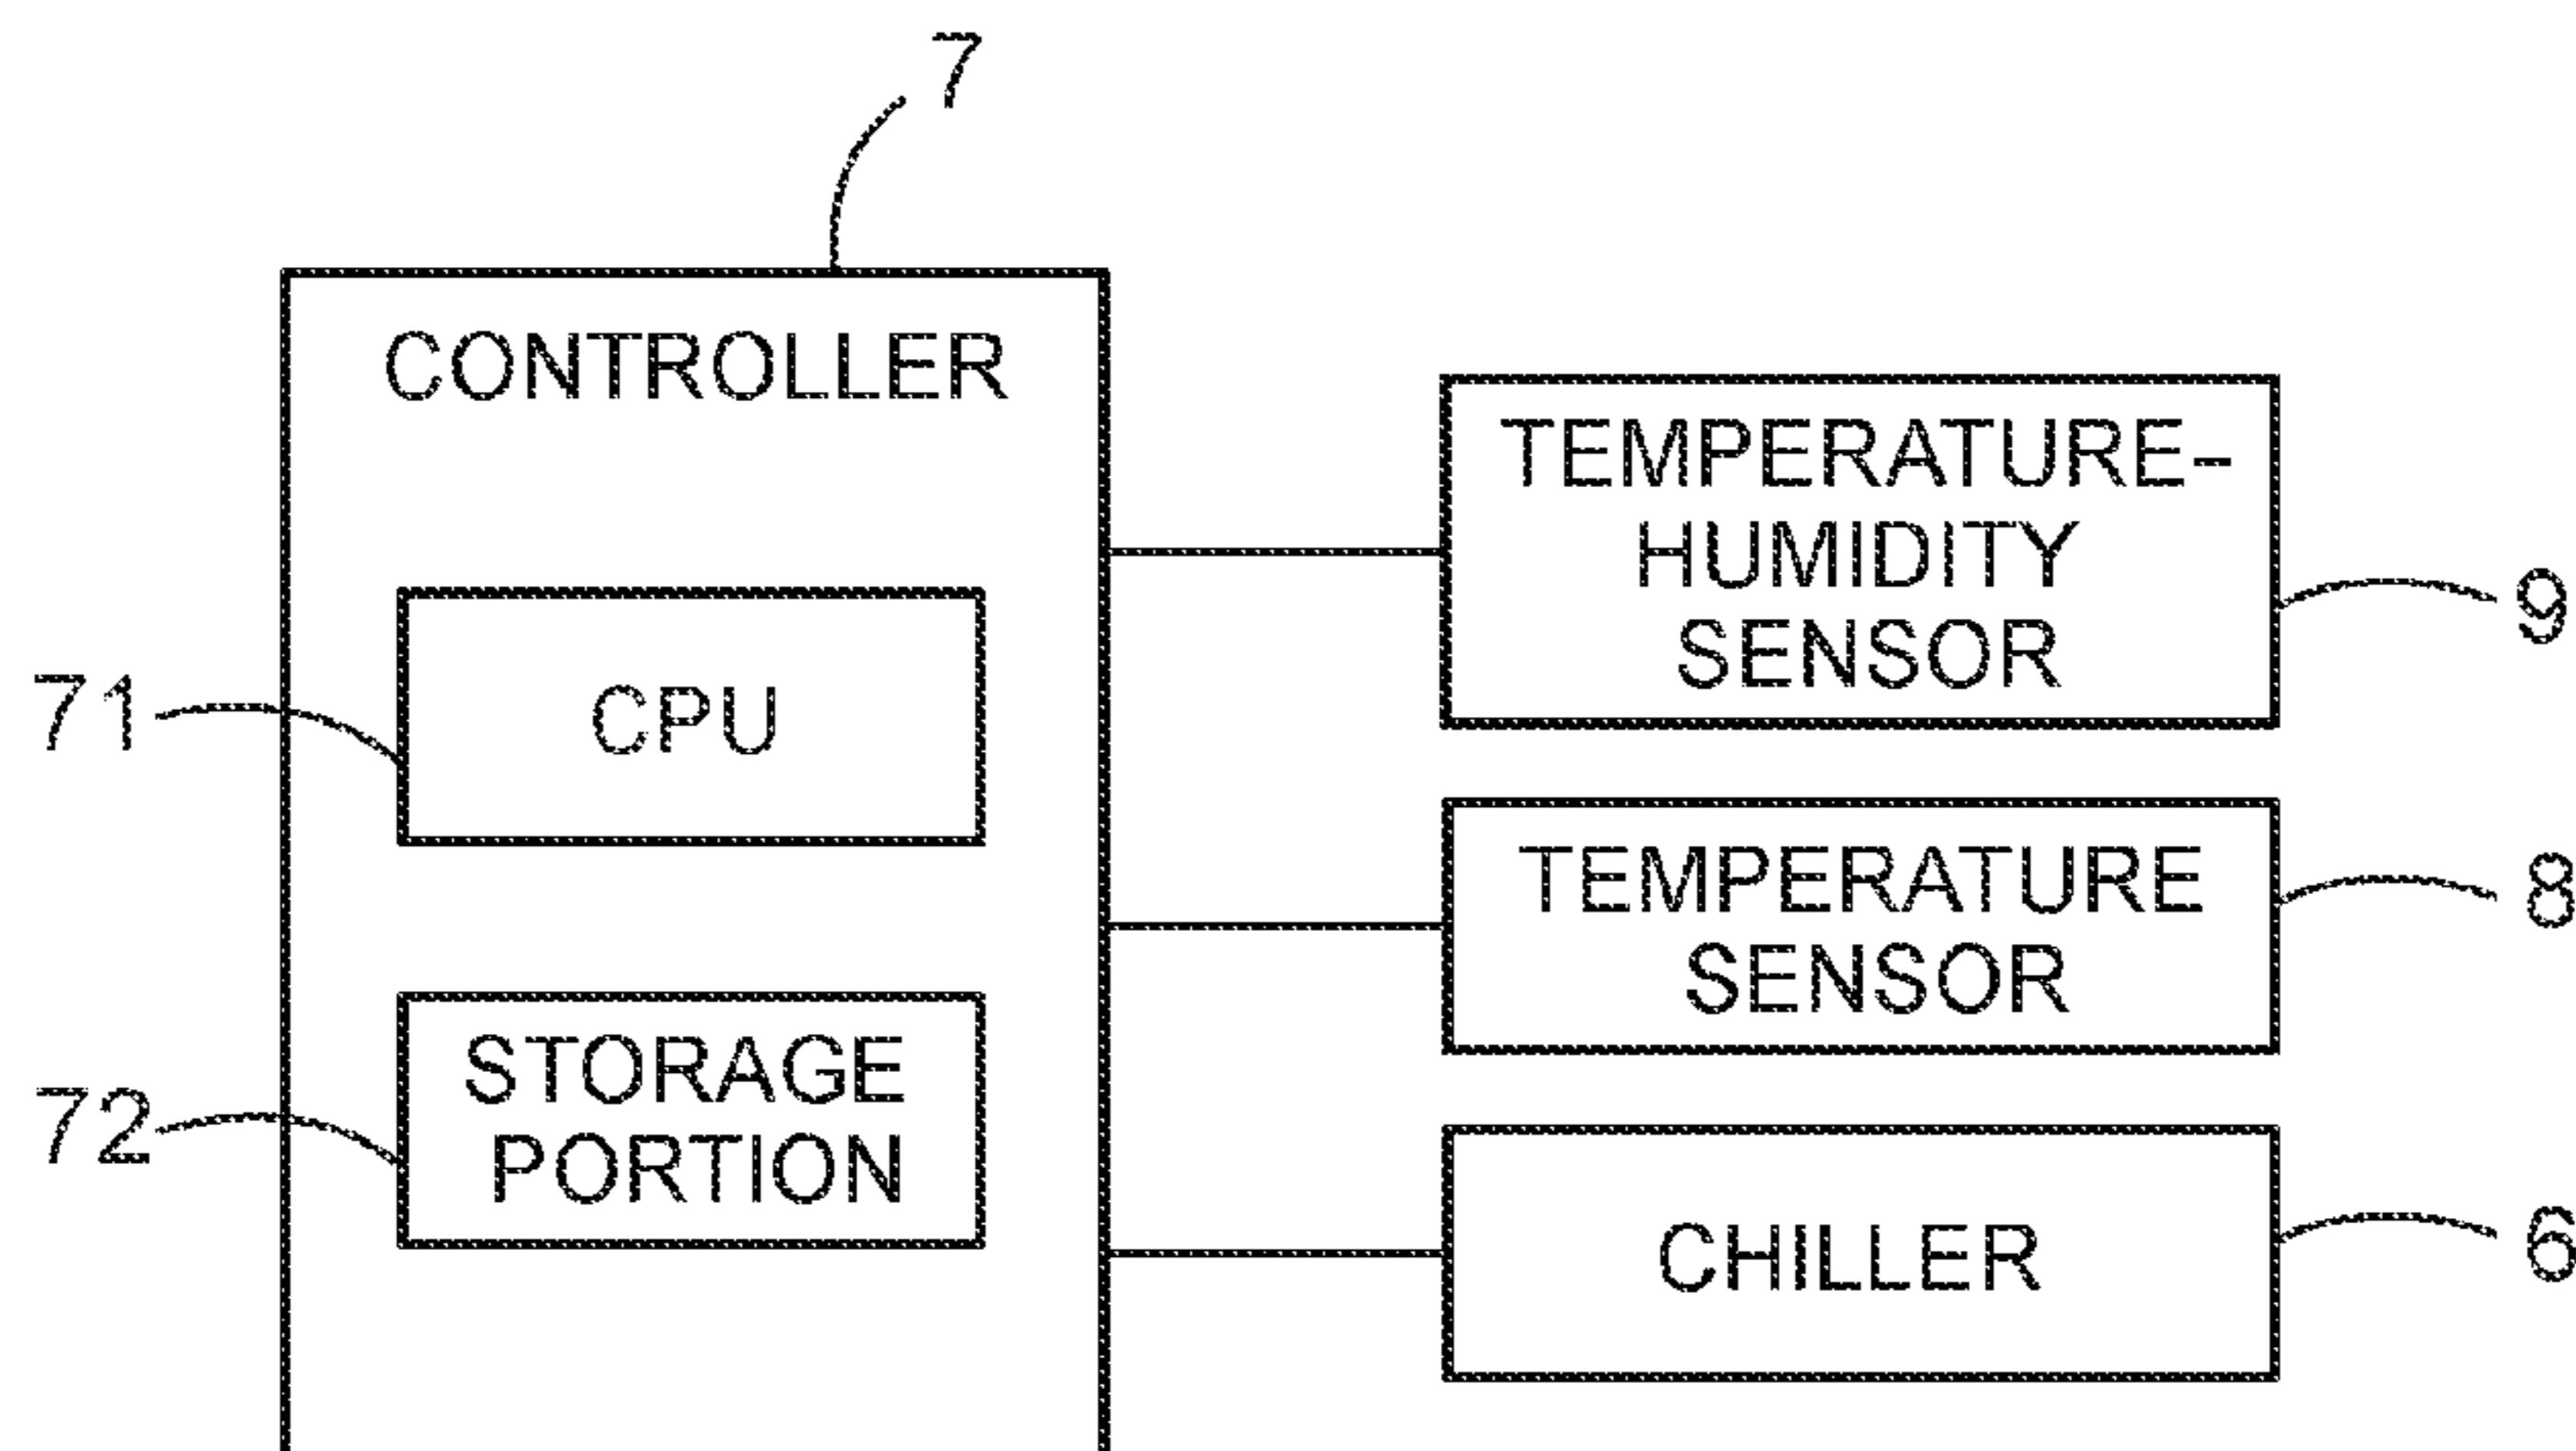 7
CONTROLLER
TEMPERATURE-
HUMIDITY
SENSOR
9
71
CPU
TEMPERATURE
SENSOR
8
72
STORAGE
PORTION
CHILLER
6